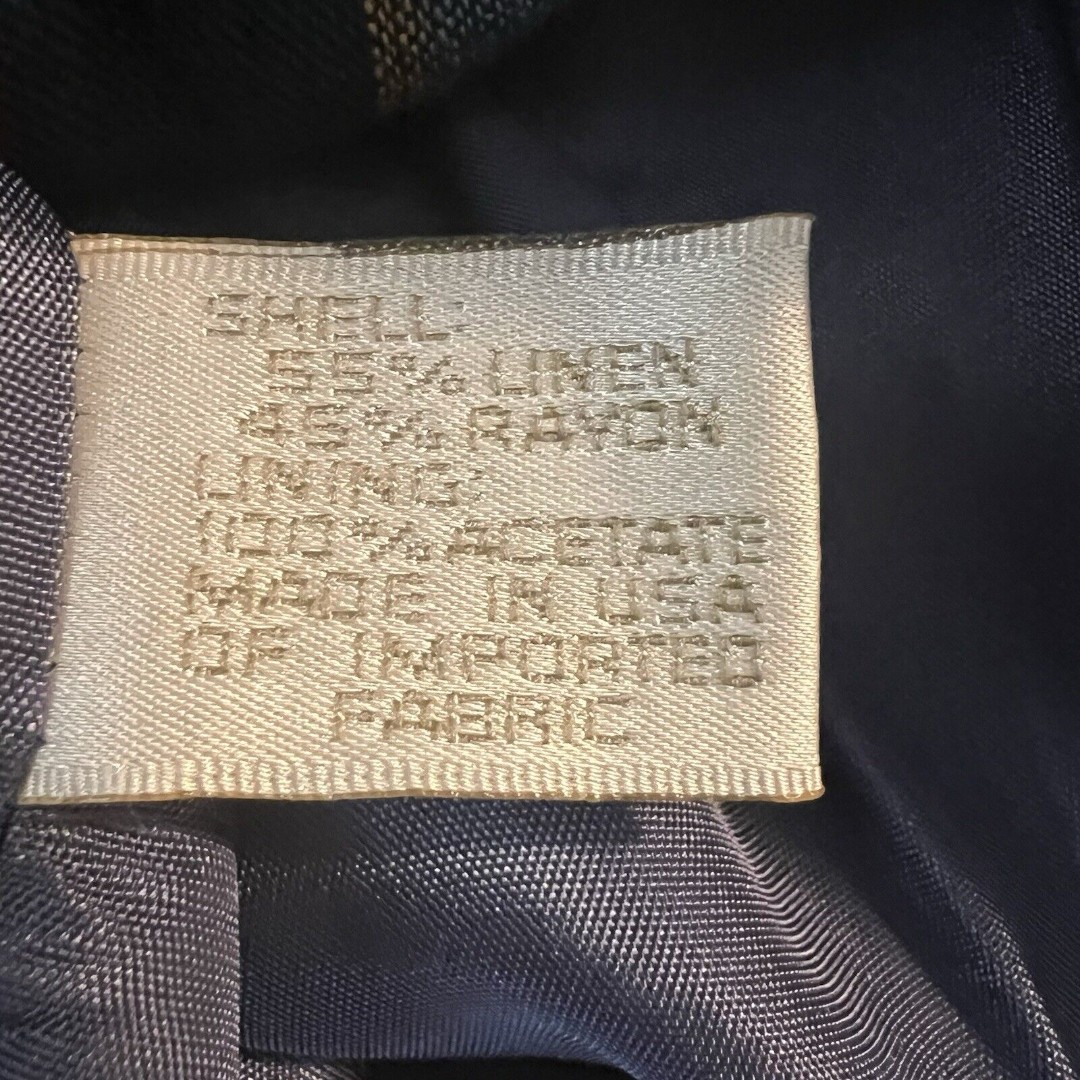 SHELL:
55% LINEN
45% RAYON
LINING:
100% ACETATE
MADE IN USA
OF IMPORTED
FABRIC